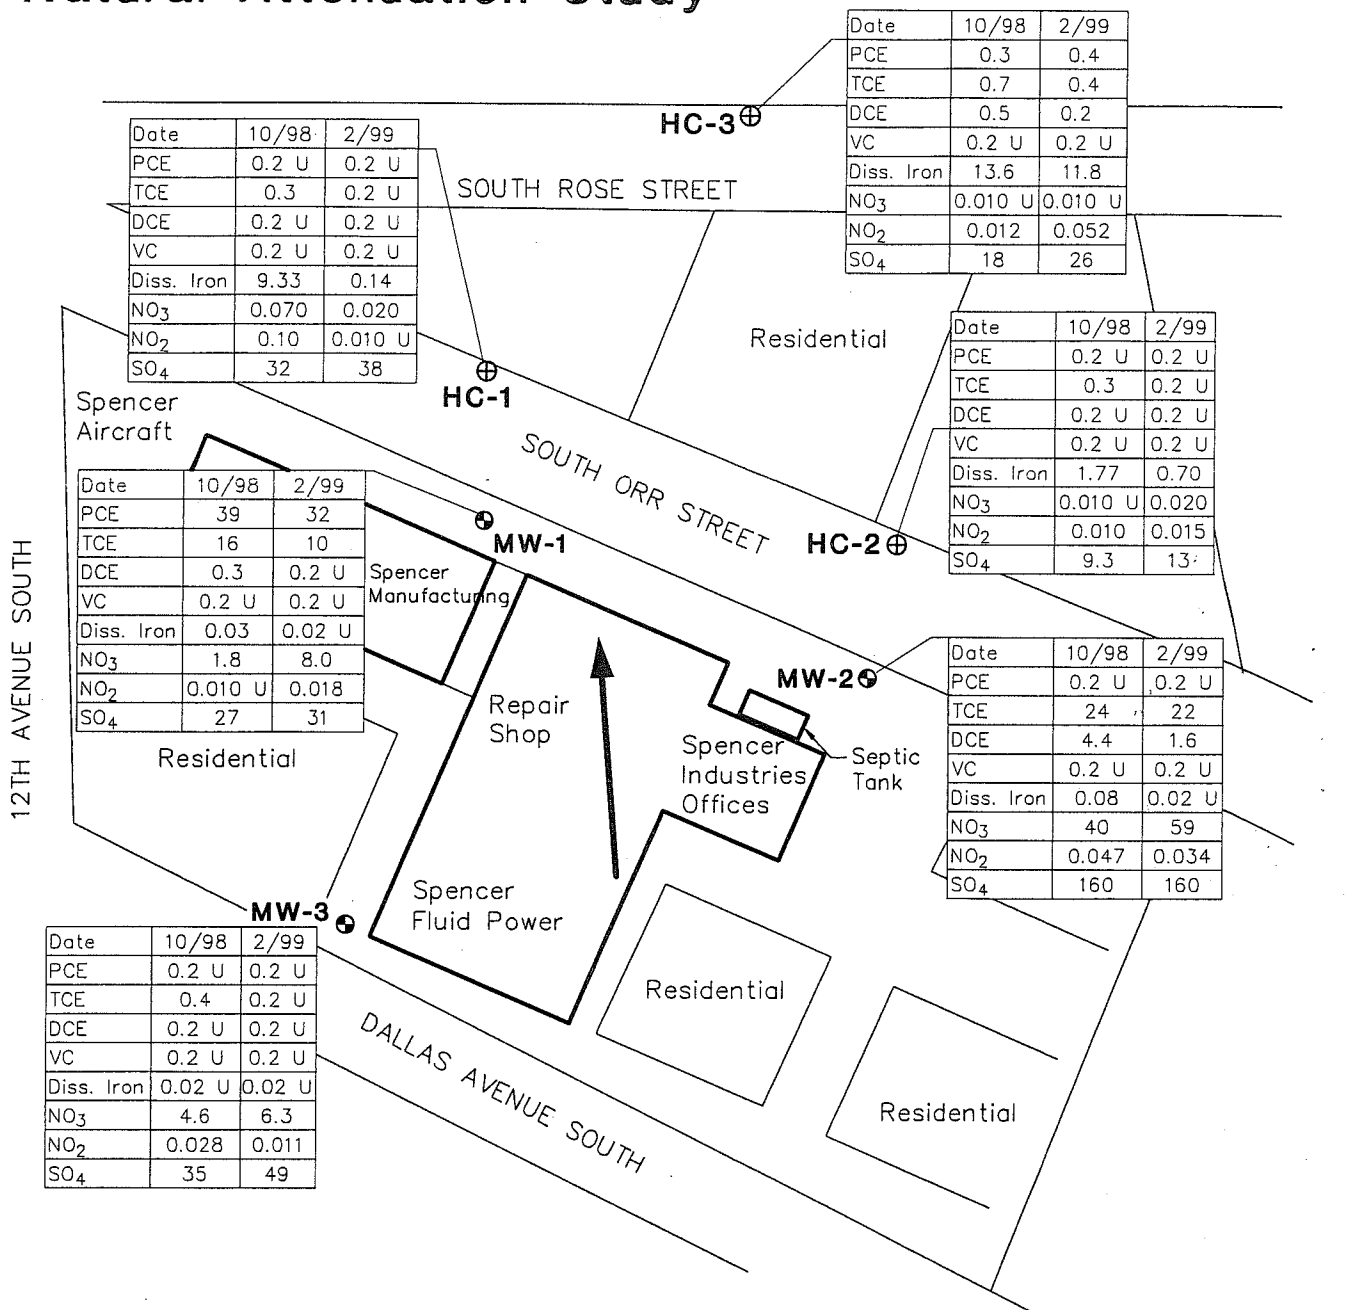 Natural Attenuation Study
Date 10/98 2/99
PCE 0.3 0.4
TCE 0.7 0.4
DCE 0.5 0.2
VC 0.2 U 0.2 U
Diss. Iron 13.6 11.8
NO3 0.010 U 0.010 U
NO2 0.012 0.052
SO4 18 26
HC-3
Date 10/98 2/99
PCE 0.2 U 0.2 U
TCE 0.3 0.2 U
DCE 0.2 U 0.2 U
VC 0.2 U 0.2 U
Diss. Iron 9.33 0.14
NO3 0.070 0.020
NO2 0.10 0.010 U
SO4 32 38
SOUTH ROSE STREET
Residential
Date 10/98 2/99
PCE 0.2 U 0.2 U
TCE 0.3 0.2 U
DCE 0.2 U 0.2 U
VC 0.2 U 0.2 U
Diss. Iron 1.77 0.70
NO3 0.010 U 0.020
NO2 0.010 0.015
SO4 9.3 13
HC-1
Spencer
Aircraft
SOUTH ORR STREET
HC-2
Date 10/98 2/99
PCE 39 32
TCE 16 10
DCE 0.3 0.2 U
VC 0.2 U 0.2 U
Diss. Iron 0.03 0.02 U
NO3 1.8 8.0
NO2 0.010 U 0.018
SO4 27 31
MW-1
Spencer
Manufacturing
12TH AVENUE SOUTH
Residential
Repair
Shop
MW-2
Date 10/98 2/99
PCE 0.2 U 0.2 U
TCE 24 22
DCE 4.4 1.6
VC 0.2 U 0.2 U
Diss. Iron 0.08 0.02 U
NO3 40 59
NO2 0.047 0.034
SO4 160 160
Spencer
Industries
Offices
Septic
Tank
Spencer
Fluid Power
MW-3
Date 10/98 2/99
PCE 0.2 U 0.2 U
TCE 0.4 0.2 U
DCE 0.2 U 0.2 U
VC 0.2 U 0.2 U
Diss. Iron 0.02 U 0.02 U
NO3 4.6 6.3
NO2 0.028 0.011
SO4 35 49
Residential
DALLAS AVENUE SOUTH
Residential